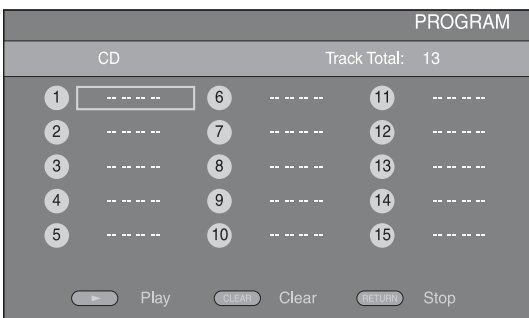 PROGRAM
CD Track Total: 13
1 -- -- -- -- 6 -- -- -- -- 11 -- -- -- --
2 -- -- -- -- 7 -- -- -- -- 12 -- -- -- --
3 -- -- -- -- 8 -- -- -- -- 13 -- -- -- --
4 -- -- -- -- 9 -- -- -- -- 14 -- -- -- --
5 -- -- -- -- 10 -- -- -- -- 15 -- -- -- --
Play CLEAR Clear RETURN Stop